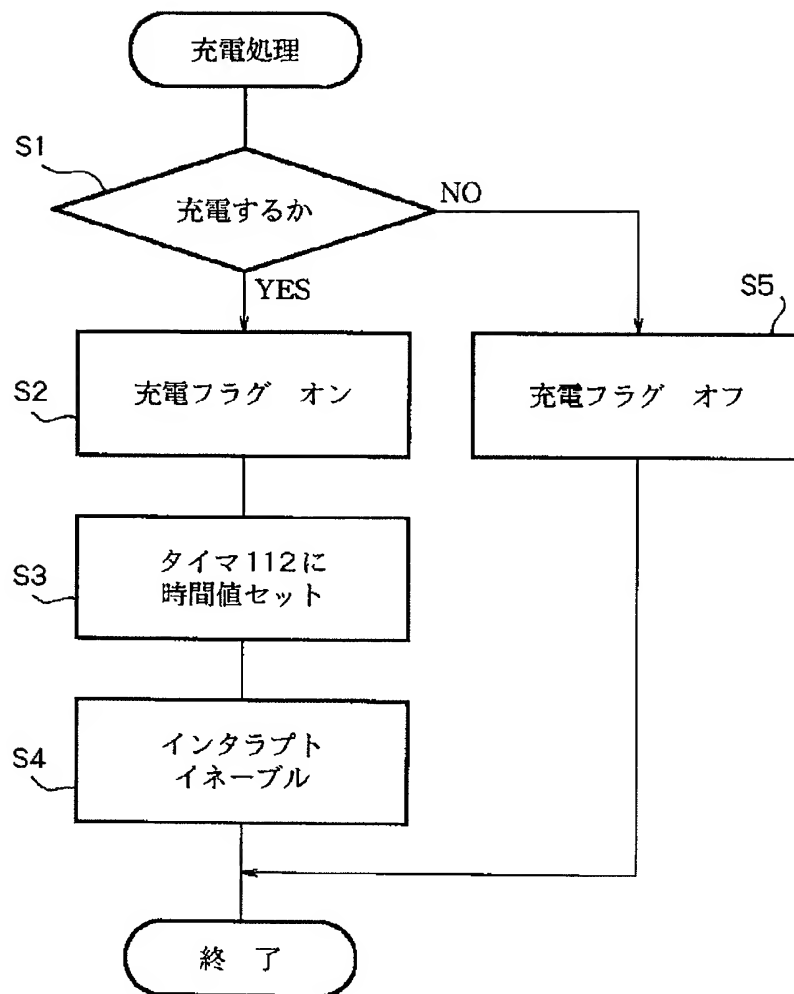 充電処理
S1
充電するか
NO
YES
S5
S2
充電フラグ オン
充電フラグ オフ
S3
タイマ112に
時間値セット
S4
インタラプト
イネーブル
終 了